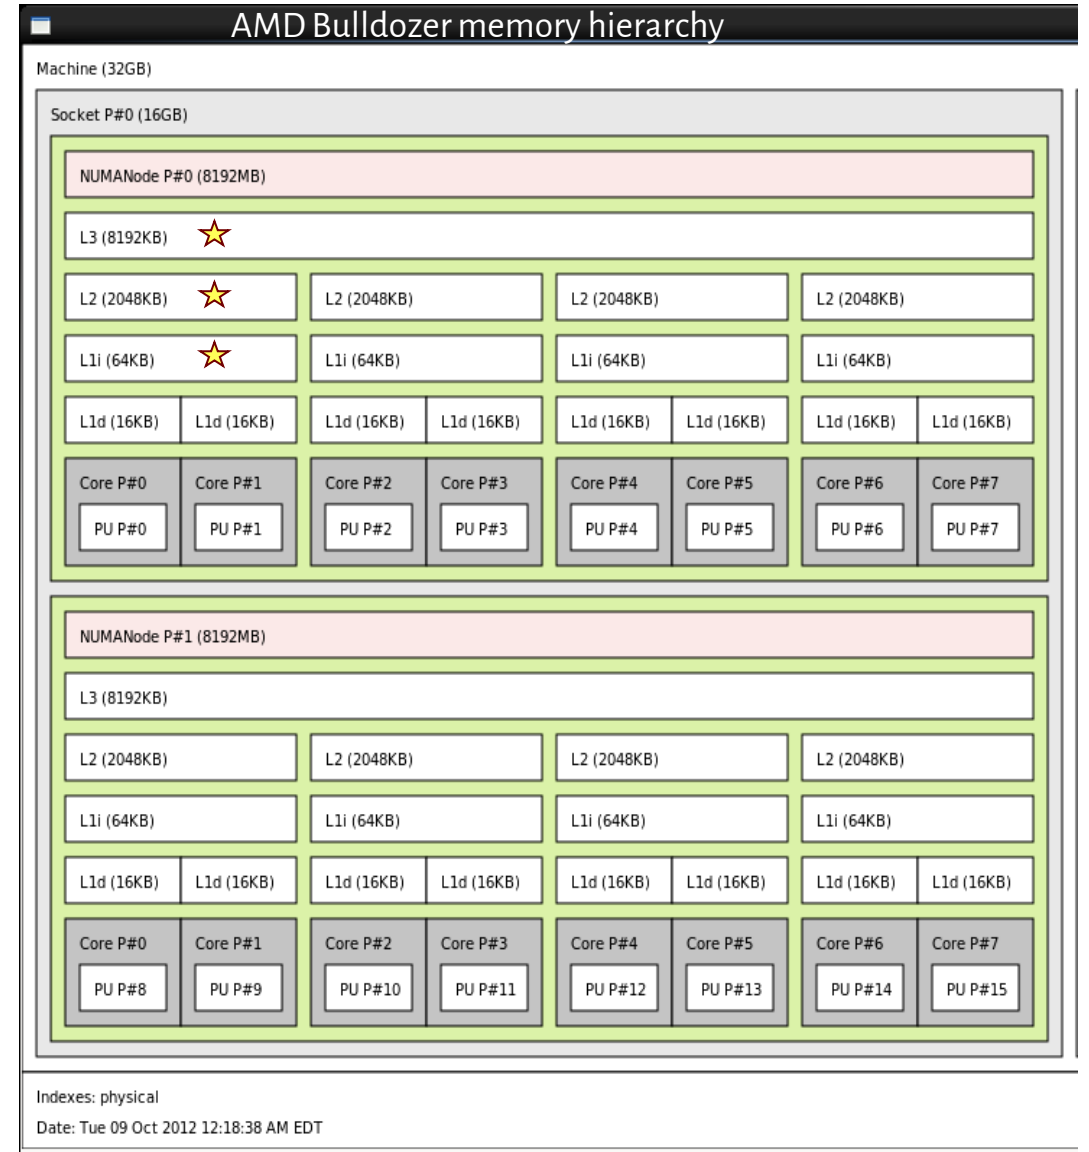 AMD Bulldozer memory hierarchy
Machine (32GB)
Socket P#0 (16GB)
NUMANode P#0 (8192MB)
L3 (8192KB)
L2 (2048KB) L2 (2048KB) L2 (2048KB) L2 (2048KB)
L1i (64KB) L1i (64KB) L1i (64KB) L1i (64KB)
L1d (16KB) L1d (16KB) L1d (16KB) L1d (16KB) L1d (16KB) L1d (16KB) L1d (16KB) L1d (16KB)
Core P#0 Core P#1 Core P#2 Core P#3 Core P#4 Core P#5 Core P#6 Core P#7
PU P#0 PU P#1 PU P#2 PU P#3 PU P#4 PU P#5 PU P#6 PU P#7
NUMANode P#1 (8192MB)
L3 (8192KB)
L2 (2048KB) L2 (2048KB) L2 (2048KB) L2 (2048KB)
L1i (64KB) L1i (64KB) L1i (64KB) L1i (64KB)
L1d (16KB) L1d (16KB) L1d (16KB) L1d (16KB) L1d (16KB) L1d (16KB) L1d (16KB) L1d (16KB)
Core P#0 Core P#1 Core P#2 Core P#3 Core P#4 Core P#5 Core P#6 Core P#7
PU P#8 PU P#9 PU P#10 PU P#11 PU P#12 PU P#13 PU P#14 PU P#15
Indexes: physical
Date: Tue 09 Oct 2012 12:18:38 AM EDT